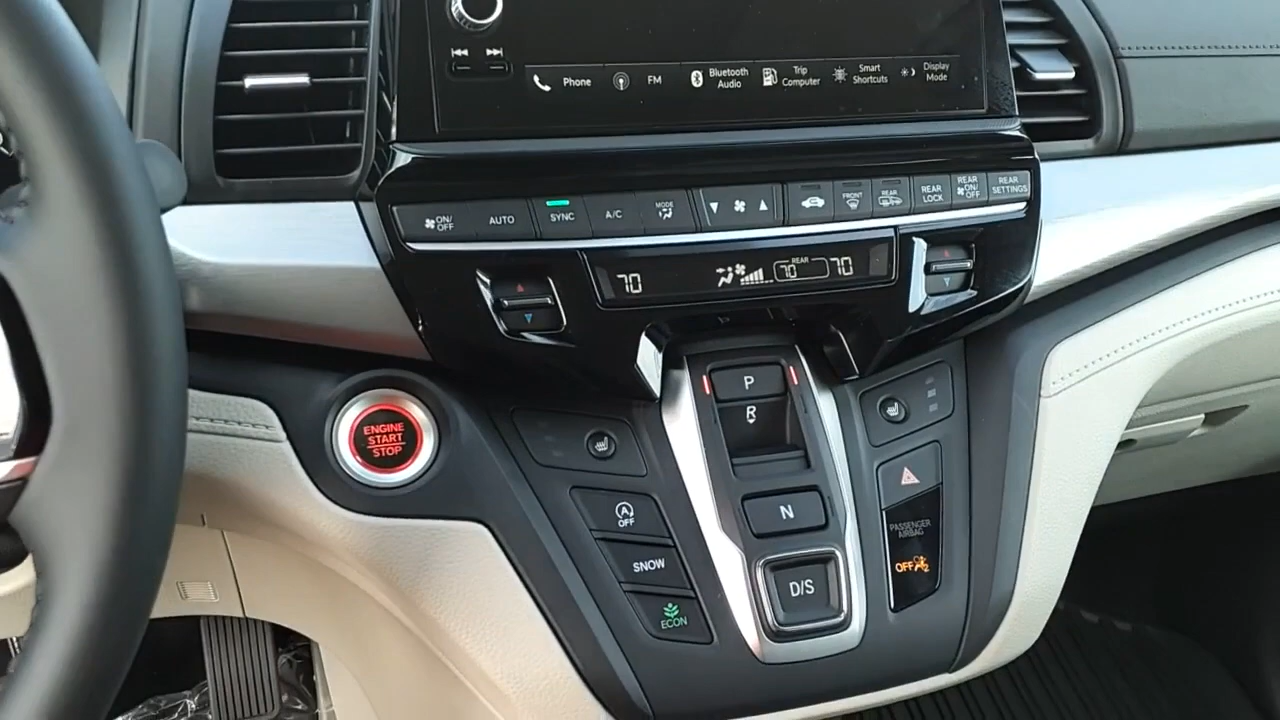 Phone
FM
Bluetooth
Audio
Trip
Computer
Smart
Shortcuts
Display
Mode
ON/
OFF
AUTO
SYNC
A/C
MODE
FRONT
REAR
REAR
LOCK
REAR
ON/
OFF
REAR
SETTINGS
70
REAR
70
70
P
R
N
D/S
ENGINE
START
STOP
A
OFF
SNOW
ECON
PASSENGER
AIRBAG
OFF
2